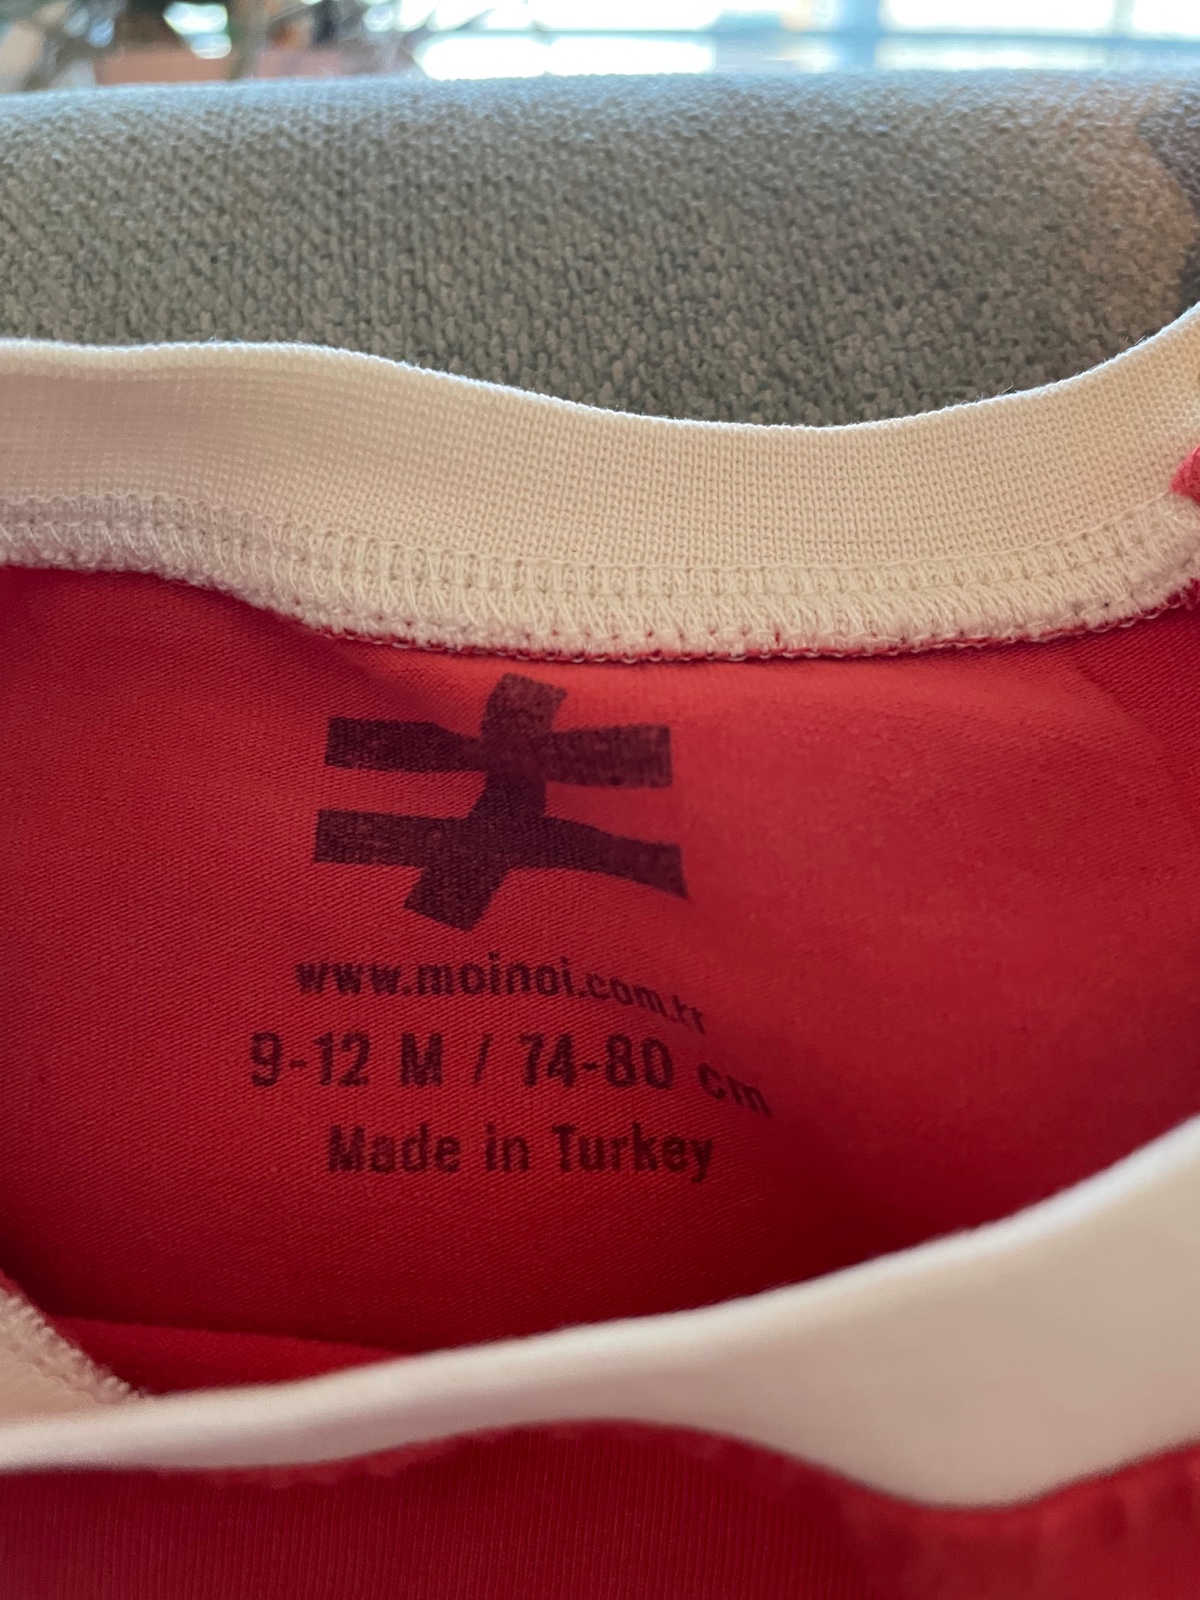 www.moinoi.com.tr
9-12 M / 74-80 cm
Made in Turkey